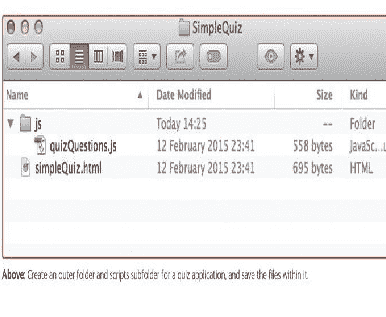 SimpleQuiz
Name Date Modified Size Kind
js Today 14:25 -- Folder
quizQuestions.js 12 February 2015 23:41 558 bytes JavaSc...
simpleQuiz.html 12 February 2015 23:41 695 bytes HTML
Above: Create an outer folder and scripts subfolder for a quiz application, and save the files within it.